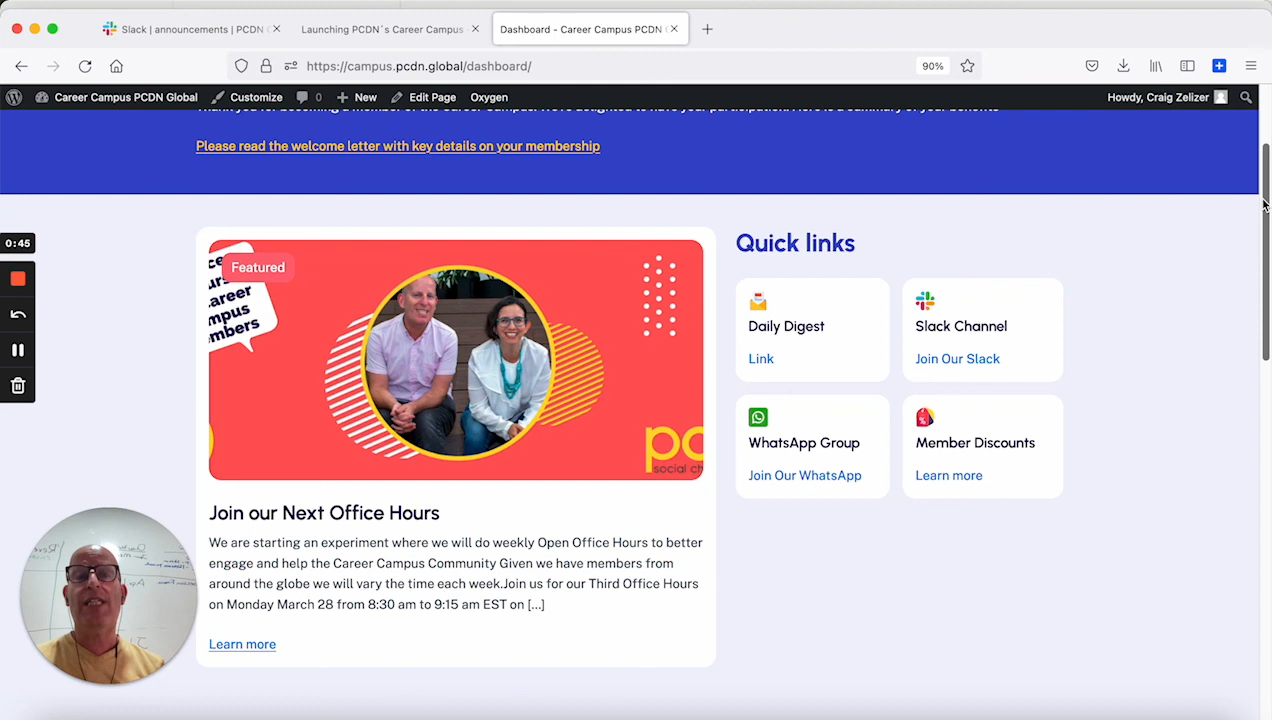 Slack | announcements | PCDN
Launching PCDN´s Career Campus
Dashboard - Career Campus PCDN
https://campus.pcdn.global/dashboard/
90%
Career Campus PCDN Global
Customize
0
New
Edit Page
Oxygen
Howdy, Craig Zelizer
Please read the welcome letter with key details on your membership
0:45
Featured
Quick links
Daily Digest
Link
Slack Channel
Join Our Slack
WhatsApp Group
Join Our WhatsApp
Member Discounts
Learn more
social ch
Join our Next Office Hours
We are starting an experiment where we will do weekly Open Office Hours to better
engage and help the Career Campus Community Given we have members from
around the globe we will vary the time each week.Join us for our Third Office Hours
on Monday March 28 from 8:30 am to 9:15 am EST on [...]
Learn more